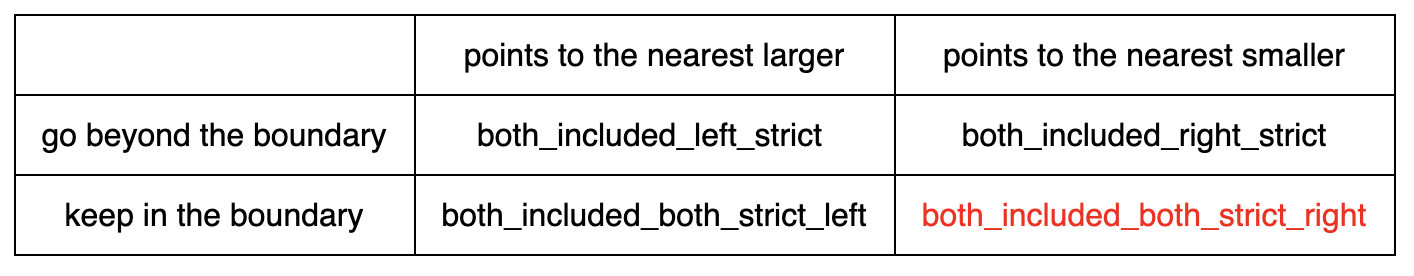 points to the nearest larger
points to the nearest smaller
go beyond the boundary
both_included_left_strict
both_included_right_strict
keep in the boundary
both_included_both_strict_left
both_included_both_strict_right